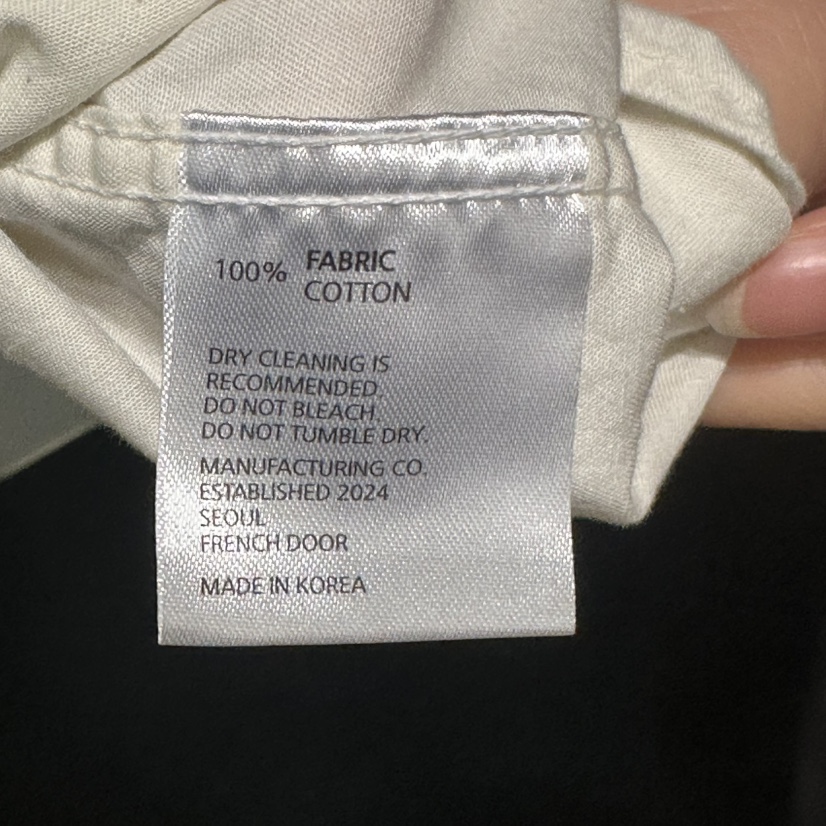 100% FABRIC
COTTON
DRY CLEANING IS
RECOMMENDED.
DO NOT BLEACH.
DO NOT TUMBLE DRY.
MANUFACTURING CO.
ESTABLISHED 2024
SEOUL
FRENCH DOOR
MADE IN KOREA